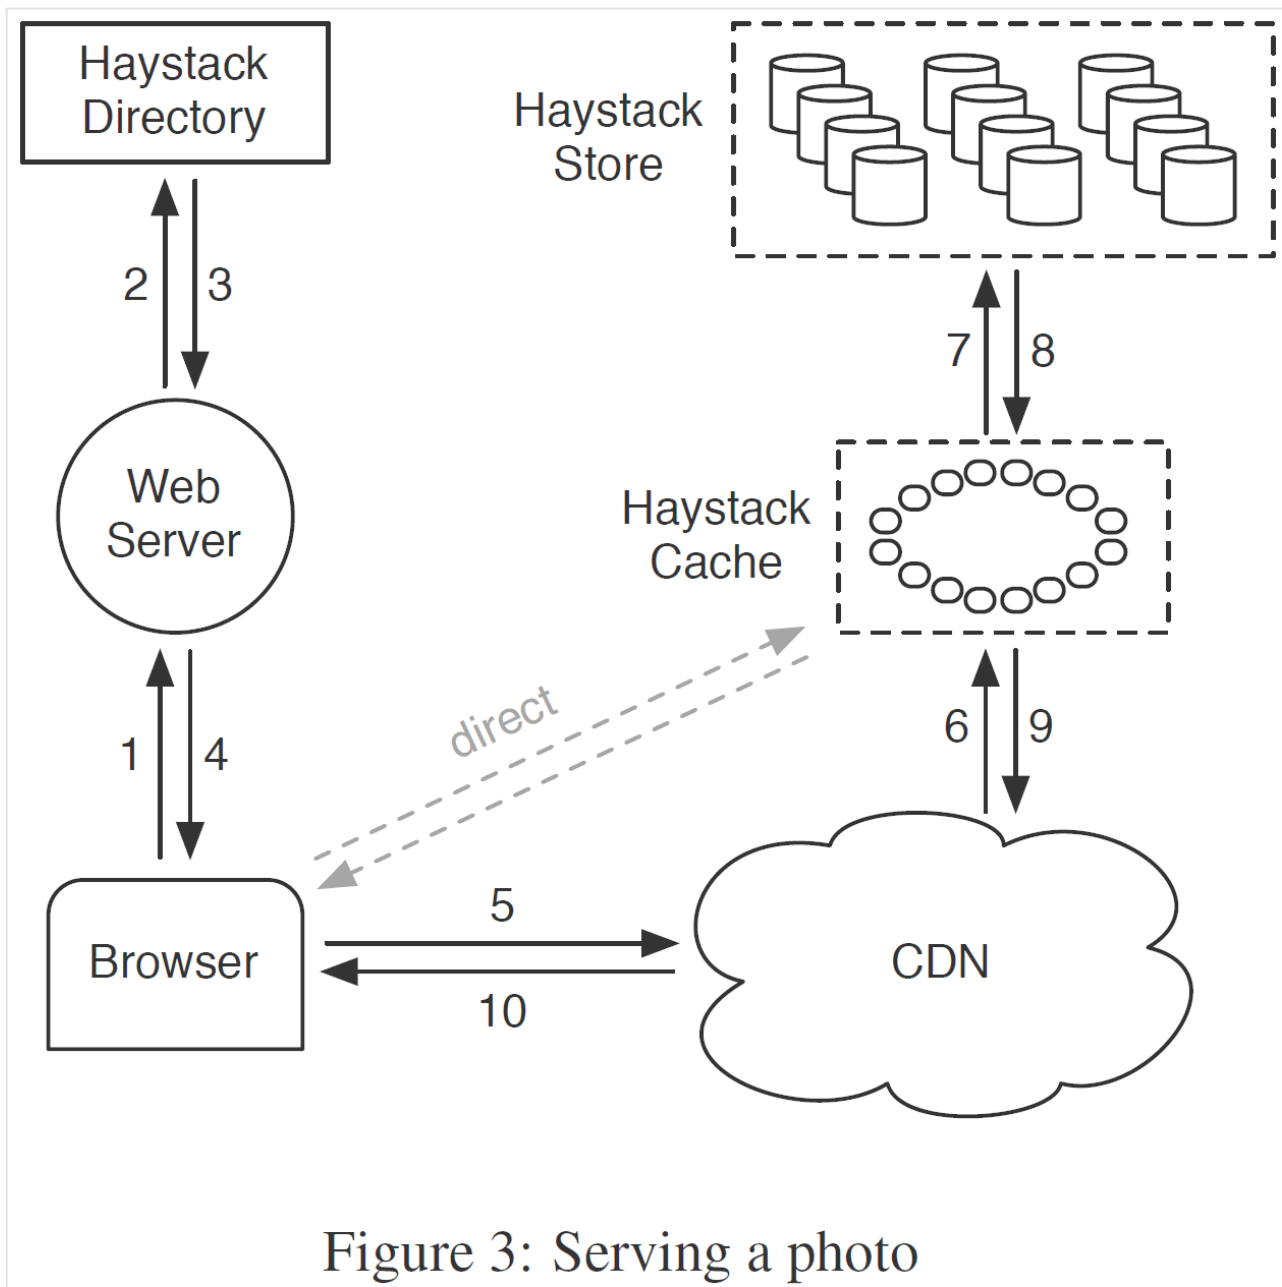 Haystack
Directory
Haystack
Store
2
3
7
8
Web
Server
Haystack
Cache
direct
1
4
6
9
5
Browser
CDN
10
Figure 3: Serving a photo